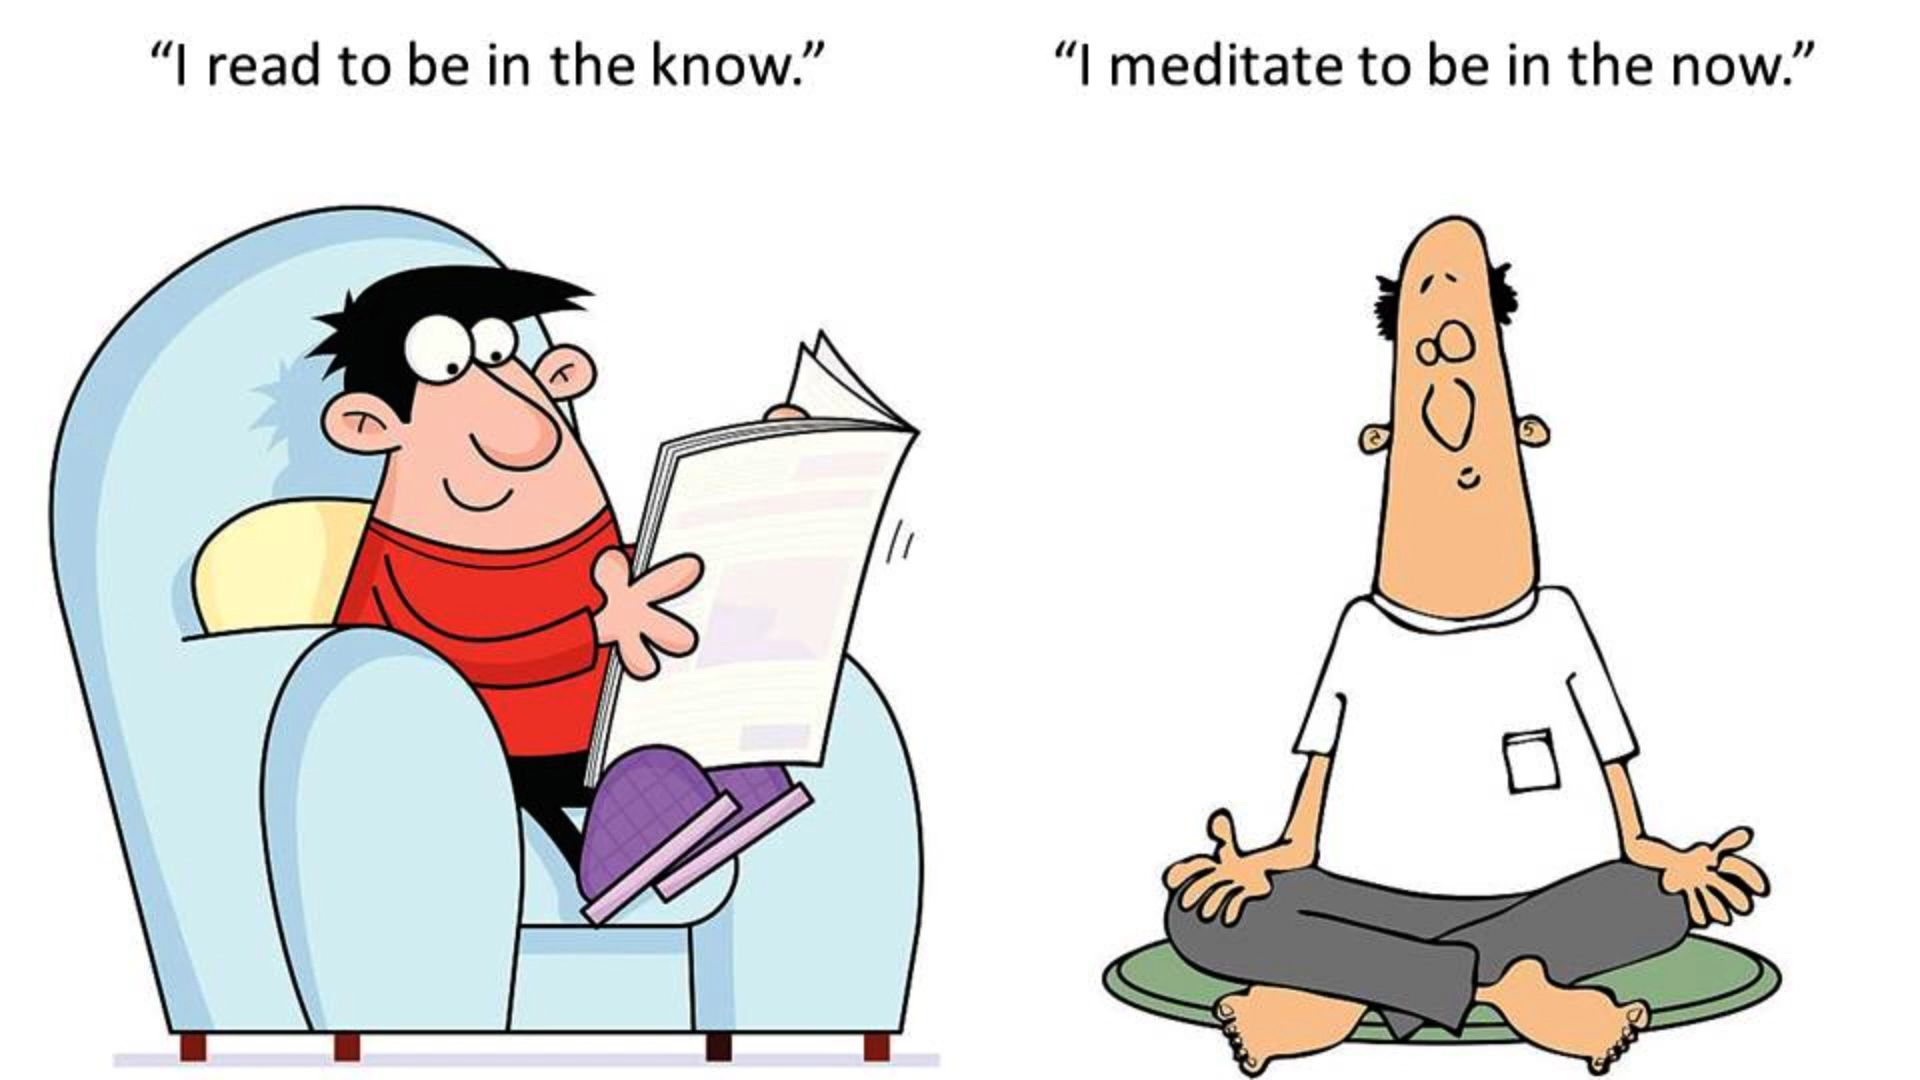 “I read to be in the know.”
“I meditate to be in the now.”